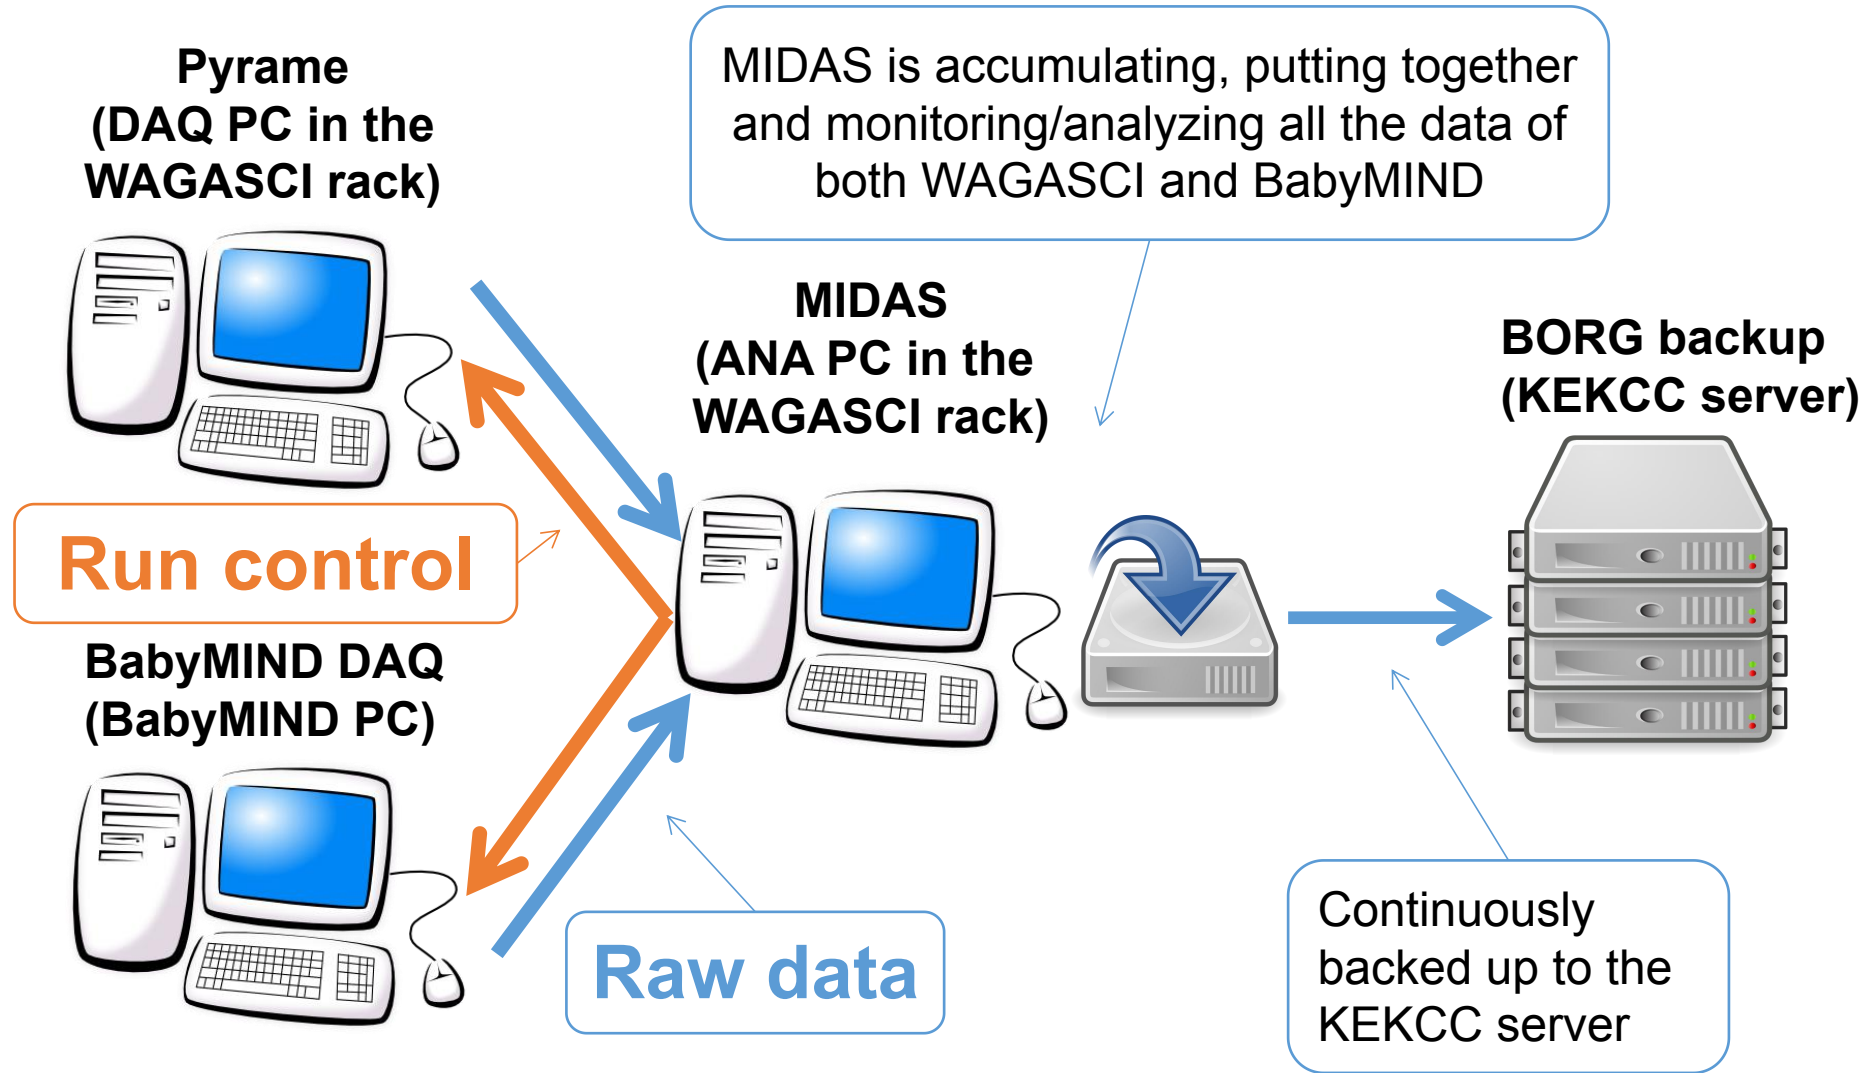 Pyrame
(DAQ PC in the
WAGASCI rack)
MIDAS is accumulating, putting together
and monitoring/analyzing all the data of
both WAGASCI and BabyMIND
MIDAS
(ANA PC in the
WAGASCI rack)
BORG backup
(KEKCC server)
Run control
BabyMIND DAQ
(BabyMIND PC)
Raw data
Continuously
backed up to the
KEKCC server